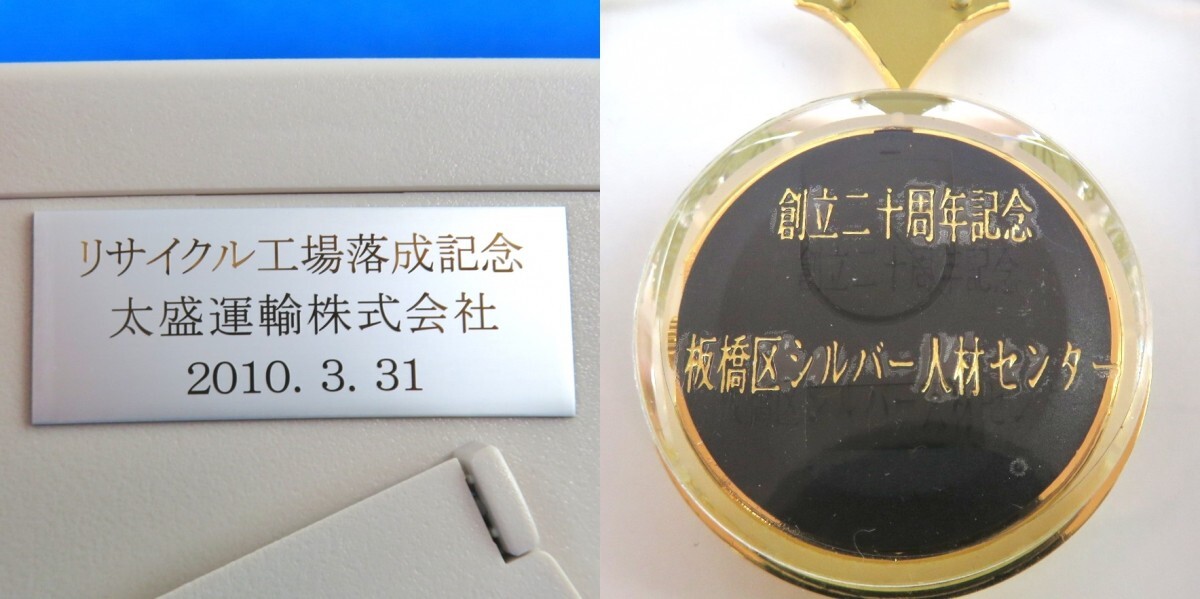 リサイクル工場落成記念
太盛運輸株式会社
2010. 3. 31
創立二十周年記念
板橋区シルバー人材センター